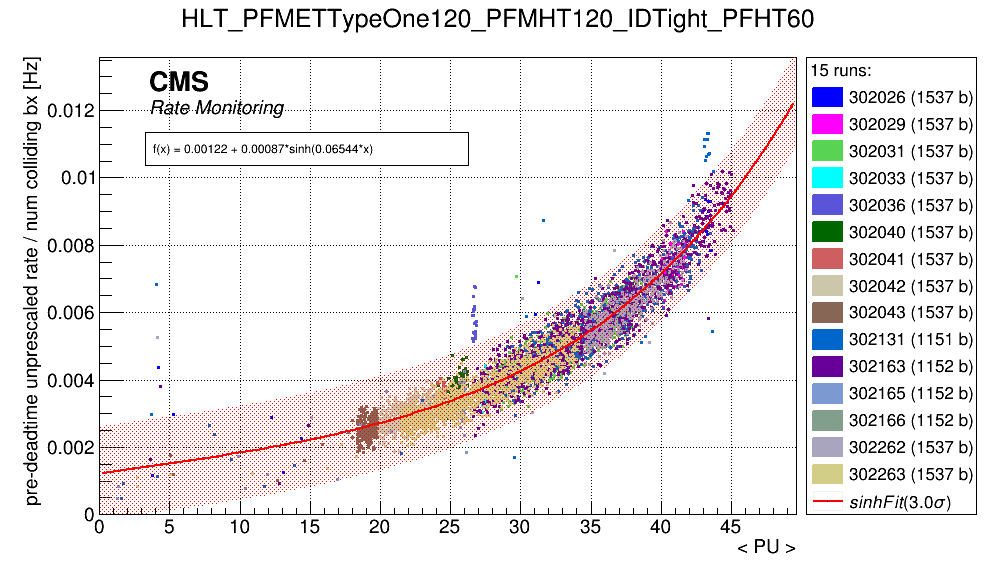 HLT_PFMETTypeOne120_PFMHT120_IDTight_PFHT60
pre-deadtime unprescaled rate / num colliding bx [Hz]
CMS
Rate Monitoring
f(x) = 0.00122 + 0.00087*sinh(0.06544*x)
0.012
0.01
0.008
0.006
0.004
0.002
0
0 5 10 15 20 25 30 35 40 45
< PU >
15 runs:
302026 (1537 b)
302029 (1537 b)
302031 (1537 b)
302033 (1537 b)
302036 (1537 b)
302040 (1537 b)
302041 (1537 b)
302042 (1537 b)
302043 (1537 b)
302131 (1151 b)
302163 (1152 b)
302165 (1152 b)
302166 (1152 b)
302262 (1537 b)
302263 (1537 b)
sinhFit(3.0σ)